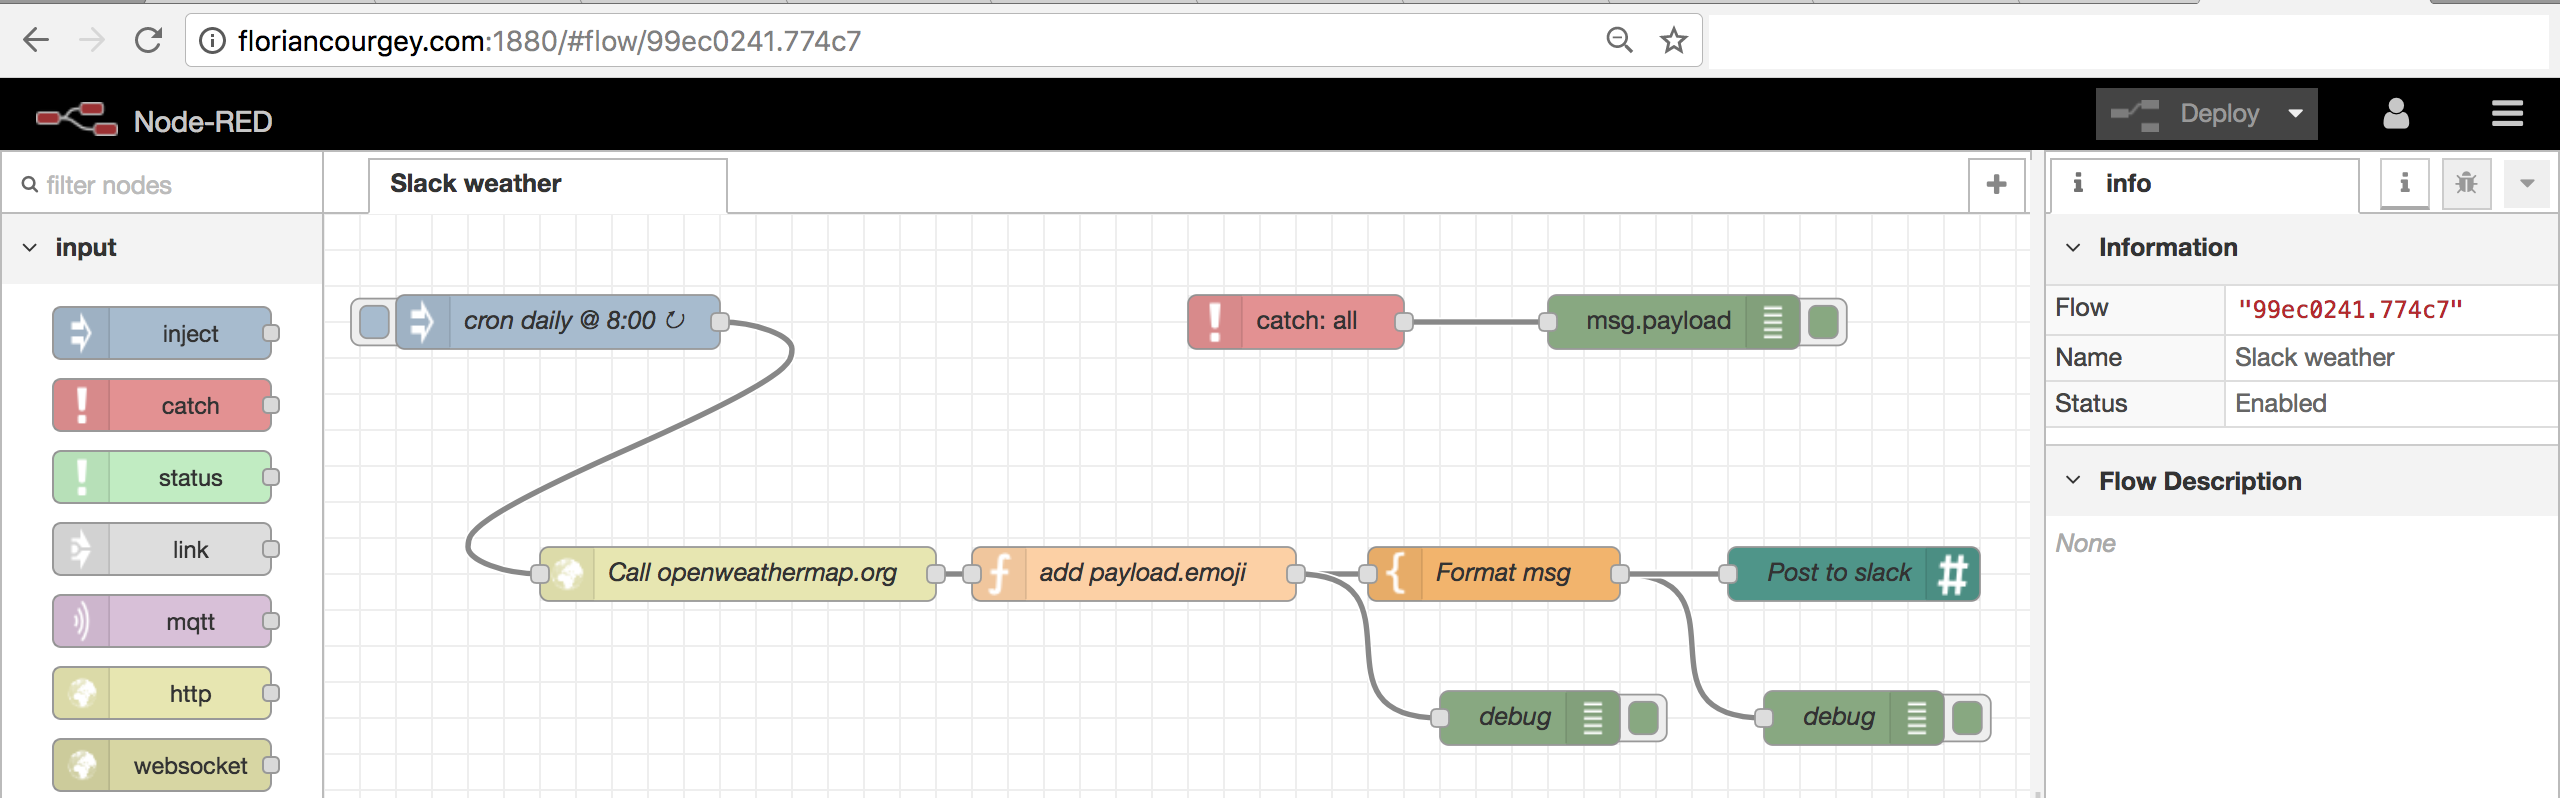 floriancourgey.com:1880/#flow/99ec0241.774c7
Node-RED
Deploy
filter nodes
Slack weather
info
input
inject
catch
status
link
mqtt
http
websocket
cron daily @ 8:00 ↻
catch: all
msg.payload
Call openweathermap.org
add payload.emoji
Format msg
Post to slack
debug
debug
Information
Flow "99ec0241.774c7"
Name Slack weather
Status Enabled
Flow Description
None